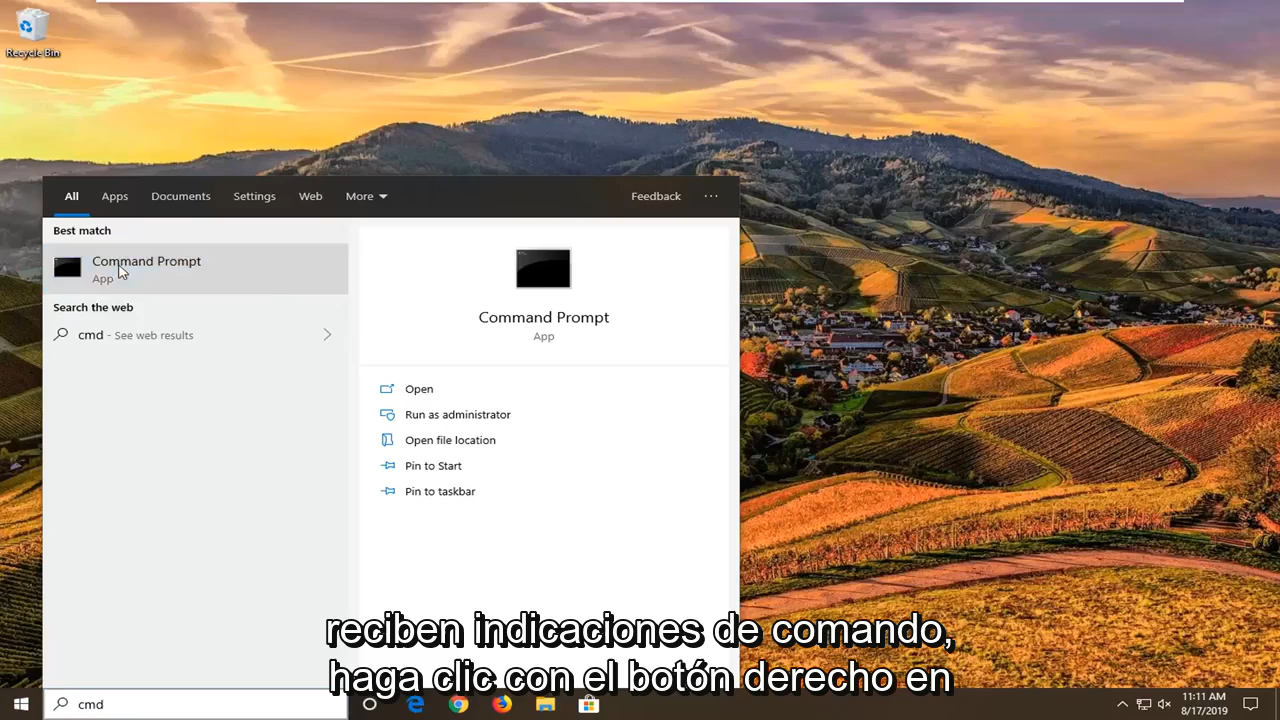 Recycle Bin
All Apps Documents Settings Web More Feedback ...
Best match
Command Prompt
App
Search the web
cmd - See web results
Command Prompt
App
Open
Run as administrator
Open file location
Pin to Start
Pin to taskbar
reciben indicaciones de comando,
haga clic con el botón derecho en
cmd
11:11 AM
8/17/2019